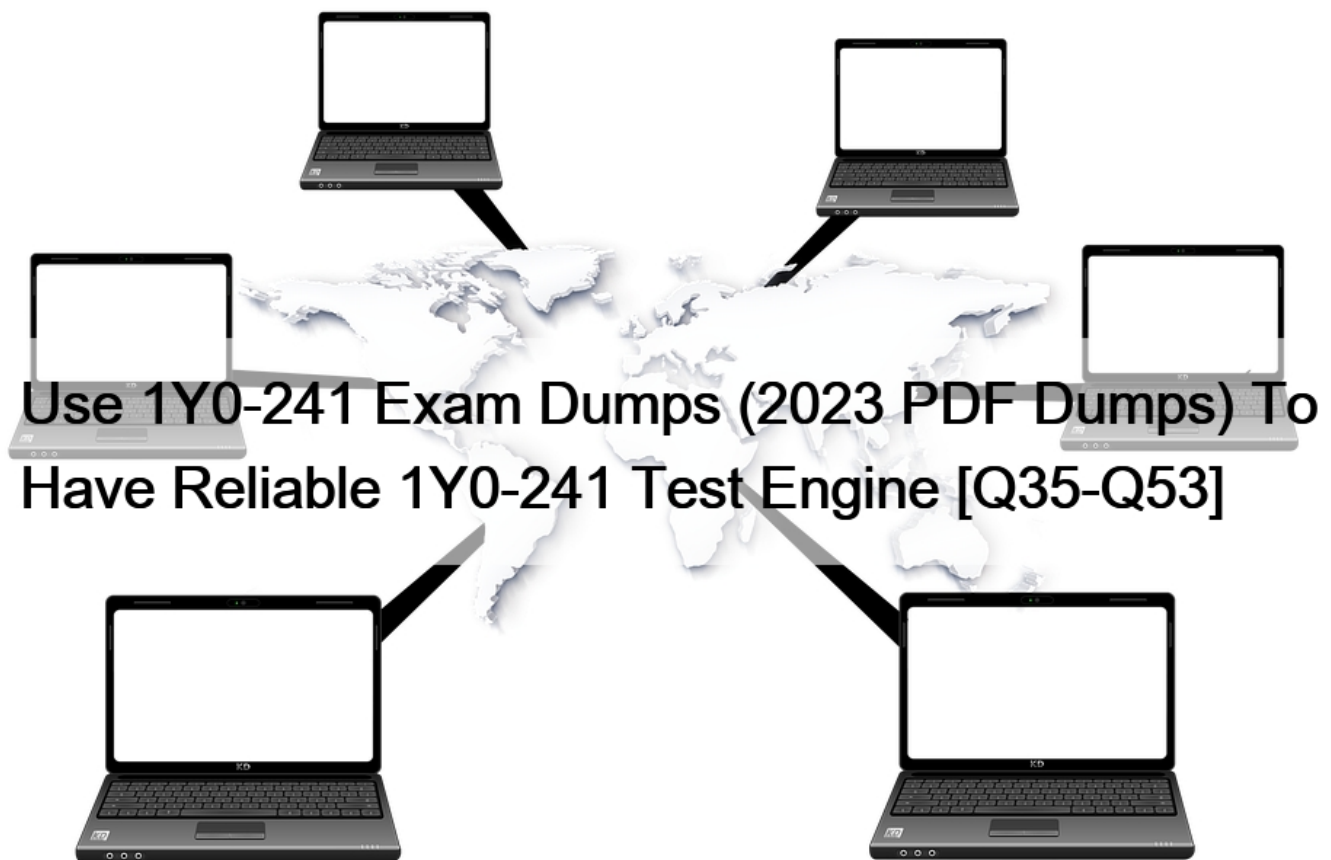 Use 1Y0-241 Exam Dumps (2023 PDF Dumps) To
Have Reliable 1Y0-241 Test Engine [Q35-Q53]